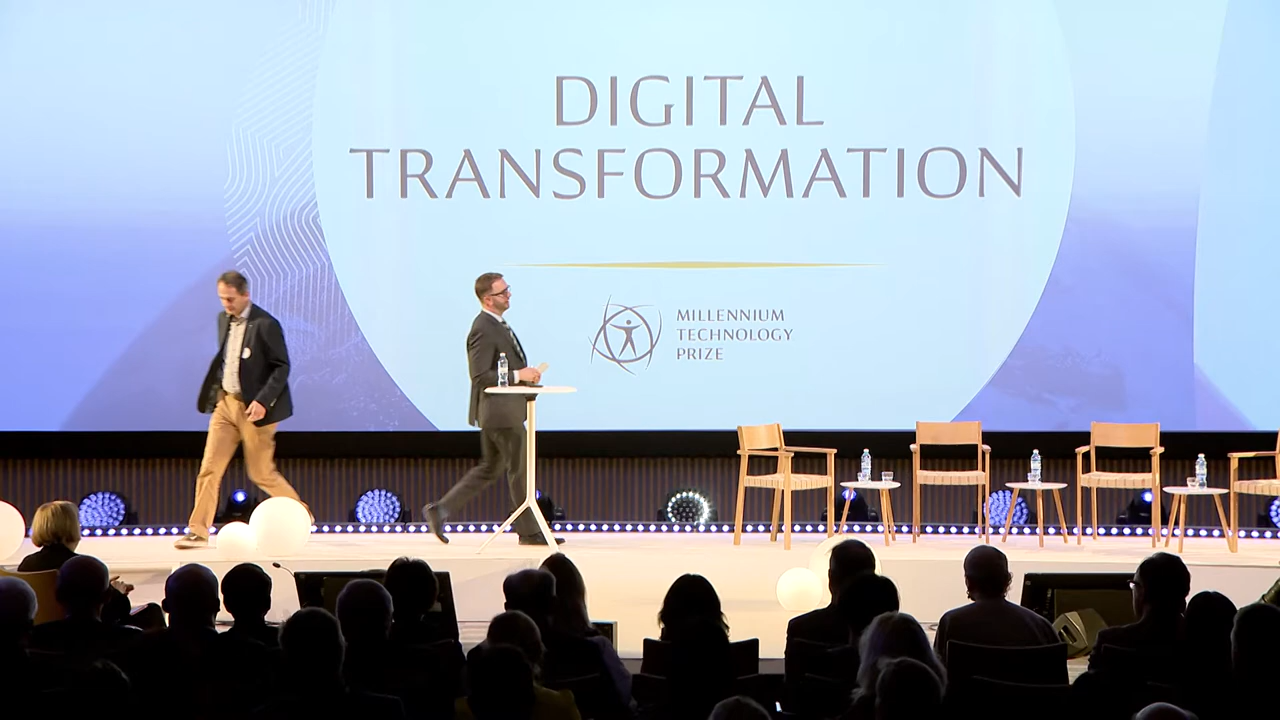 DIGITAL
TRANSFORMATION
MILLENNIUM
TECHNOLOGY
PRIZE